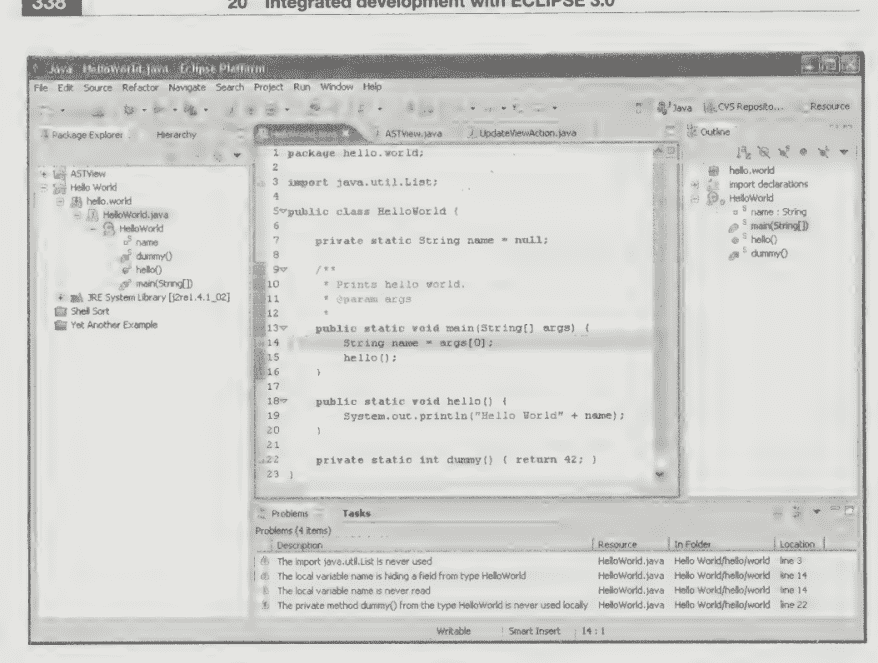 338
20 Integrated development with ECLIPSE 3.0
Java - HelloWorld.java - Eclipse Platform
File Edit Source Refactor Navigate Search Project Run Window Help
Java CVS Reposito... Resource
Package Explorer Hierarchy
ASTView.java UpdateViewAction.java
Outline
ASTView
Hello World
hello.world
HelloWorld.java
HelloWorld
name
dummy()
hello()
main(String[])
JRE System Library [j2re1.4.1_02]
Shell Sort
Yet Another Example
1 package hello.world;
2
3 import java.util.List;
4
5 public class HelloWorld {
6
7 private static String name = null;
8
9 /**
10 * Prints hello world.
11 * @param args
12 *
13 public static void main(String[] args) {
14 String name = args[0];
15 hello();
16 }
17
18 public static void hello() {
19 System.out.println("Hello World" + name);
20 }
21
22 private static int dummy() { return 42; }
23 }
hello.world
import declarations
HelloWorld
S name : String
S main(String[])
S hello()
S dummy()
Problems Tasks
Problems (4 items)
Description Resource In Folder Location
The import java.util.List is never used HelloWorld.java Hello World/hello/world line 3
The local variable name is hiding a field from type HelloWorld HelloWorld.java Hello World/hello/world line 14
The local variable name is never read HelloWorld.java Hello World/hello/world line 14
The private method dummy() from the type HelloWorld is never used locally HelloWorld.java Hello World/hello/world line 22
Writable Smart Insert 14 : 1